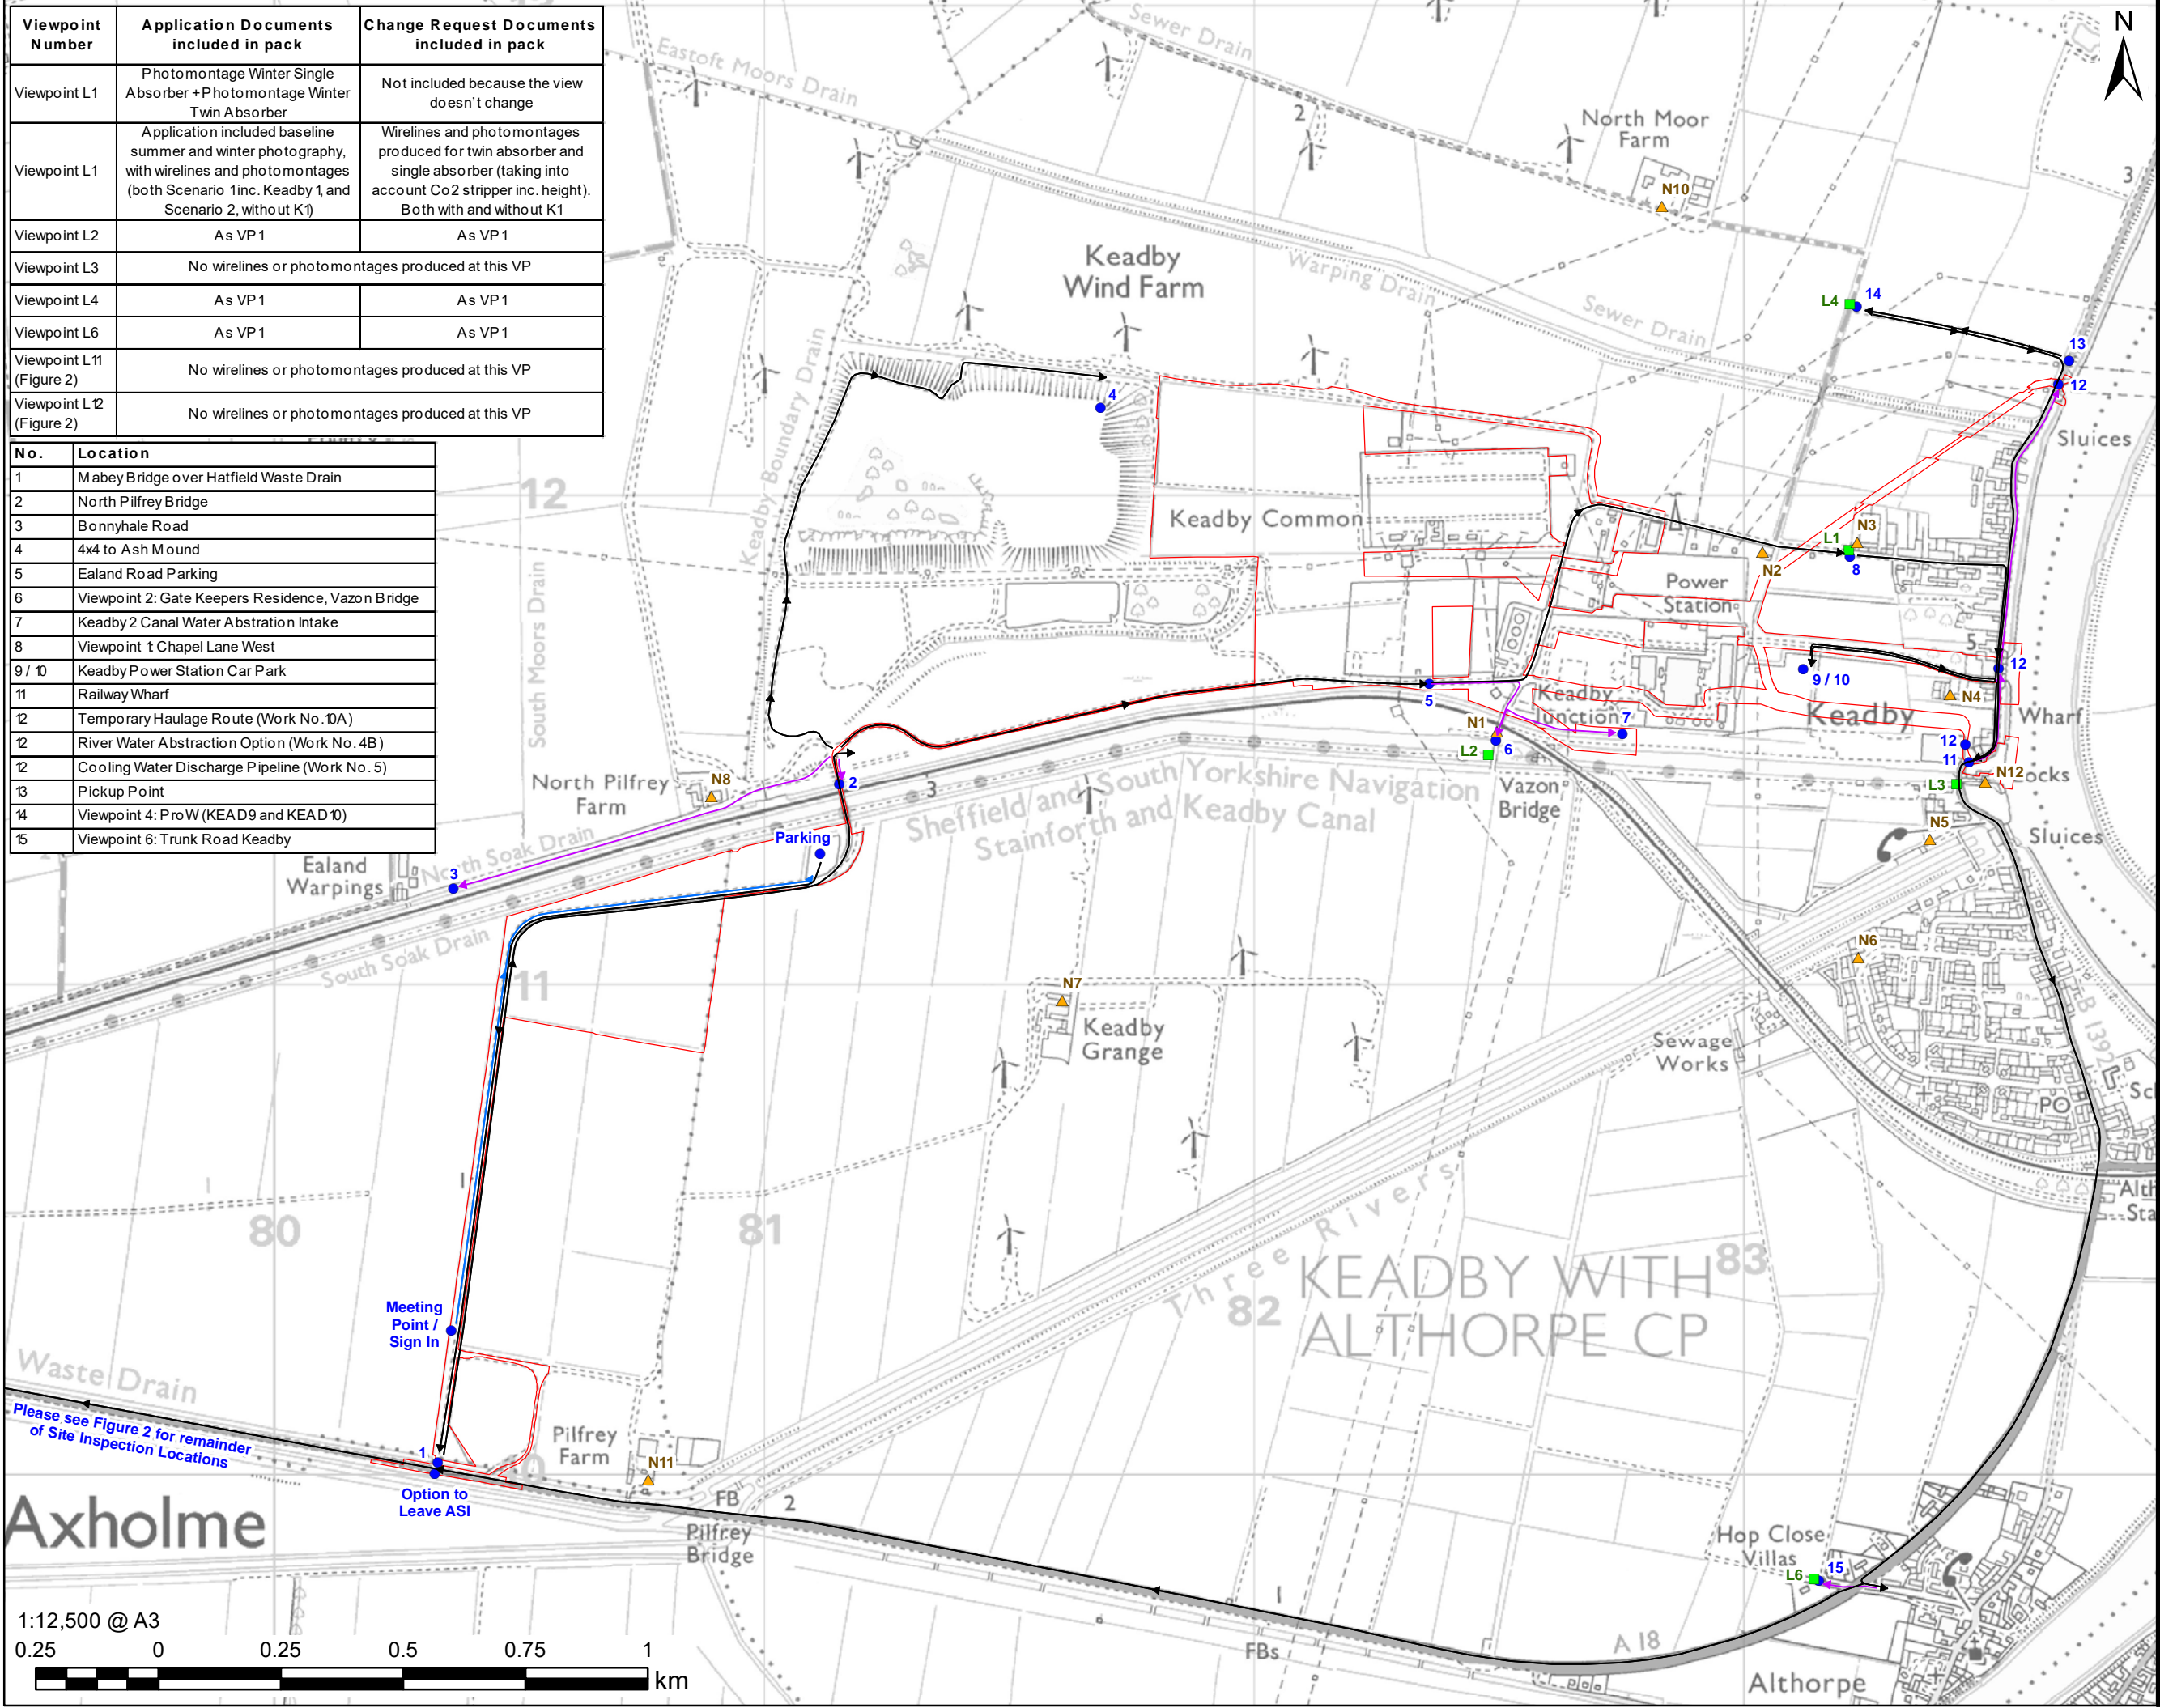 Viewpoint Number
Application Documents included in pack
Change Request Documents included in pack
Viewpoint L1
Photomontage Winter Single
Absorber + Photomontage Winter
Twin Absorber
Not included because the view
doesn't change
Viewpoint L1
Application included baseline
summer and winter photography,
with wirelines and photomontages
(both Scenario 1 inc. Keadby 1, and
Scenario 2, without K1)
Wirelines and photomontages
produced for twin absorber and
single absorber (taking into
account Co2 stripper inc. height).
Both with and without K1
Viewpoint L2
As VP1
As VP1
Viewpoint L3
No wirelines or photomontages produced at this VP
Viewpoint L4
As VP1
As VP1
Viewpoint L6
As VP1
As VP1
Viewpoint L11
(Figure 2)
No wirelines or photomontages produced at this VP
Viewpoint L12
(Figure 2)
No wirelines or photomontages produced at this VP
No. Location
1 Mabey Bridge over Hatfield Waste Drain
2 North Pilfrey Bridge
3 Bonnyhale Road
4 4x4 to Ash Mound
5 Ealand Road Parking
6 Viewpoint 2: Gate Keepers Residence, Vazon Bridge
7 Keadby 2 Canal Water Abstration Intake
8 Viewpoint 1: Chapel Lane West
9 / 10 Keadby Power Station Car Park
11 Railway Wharf
12 Temporary Haulage Route (Work No.10A)
12 River Water Abstraction Option (Work No. 4B)
12 Cooling Water Discharge Pipeline (Work No. 5)
13 Pickup Point
14 Viewpoint 4: ProW (KEAD9 and KEAD10)
15 Viewpoint 6: Trunk Road Keadby
N
Sewer Drain
Eastoft Moors Drain
2
North Moor
Farm
N10
3
Keadby
Wind Farm
Warping Drain
Sewer Drain
L4
14
13
12
Sluices
Keadby Boundary Drain
4
12
Keadby Common
South Moors Drain
N3
L1
N2
8
Power
Station
5
12
9 / 10
N4
Keadby
Wharf
5
Keadby
Junction
7
N1
6
L2
12
11
N12
Locks
L3
North Pilfrey
Farm
N8
2
3
Sheffield and South Yorkshire Navigation
Stainforth and Keadby Canal
Vazon
Bridge
N5
Sluices
Parking
Ealand
Warpings
3
North Soak Drain
South Soak Drain
11
N6
N7
Keadby
Grange
Sewage
Works
B 1392
Sch
PO
Alth
Sta
80
81
Three Rivers
82
83
KEADBY WITH
ALTHORPE CP
Meeting
Point /
Sign In
Waste Drain
Please see Figure 2 for remainder
of Site Inspection Locations
1
Pilfrey
Farm
N11
Option to
Leave ASI
FB
2
Pilfrey
Bridge
Axholme
Hop Close
Villas
L6
15
1
A 18
FBs
Althorpe
1:12,500 @ A3
0.25 0 0.25 0.5 0.75 1
km